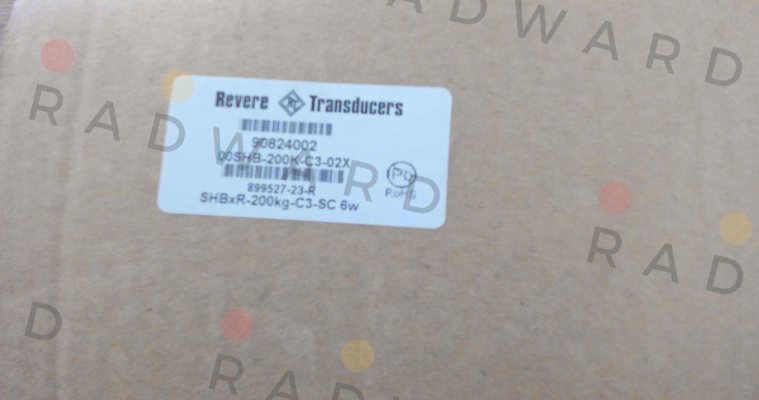 RADWARD
RADWARD
Revere RT Transducers
90824002
00SHB-200K-C3-02X
Pb
RoHS
899527-23-R
SHBxR-200kg-C3-SC 6w
RAD
D
RAD